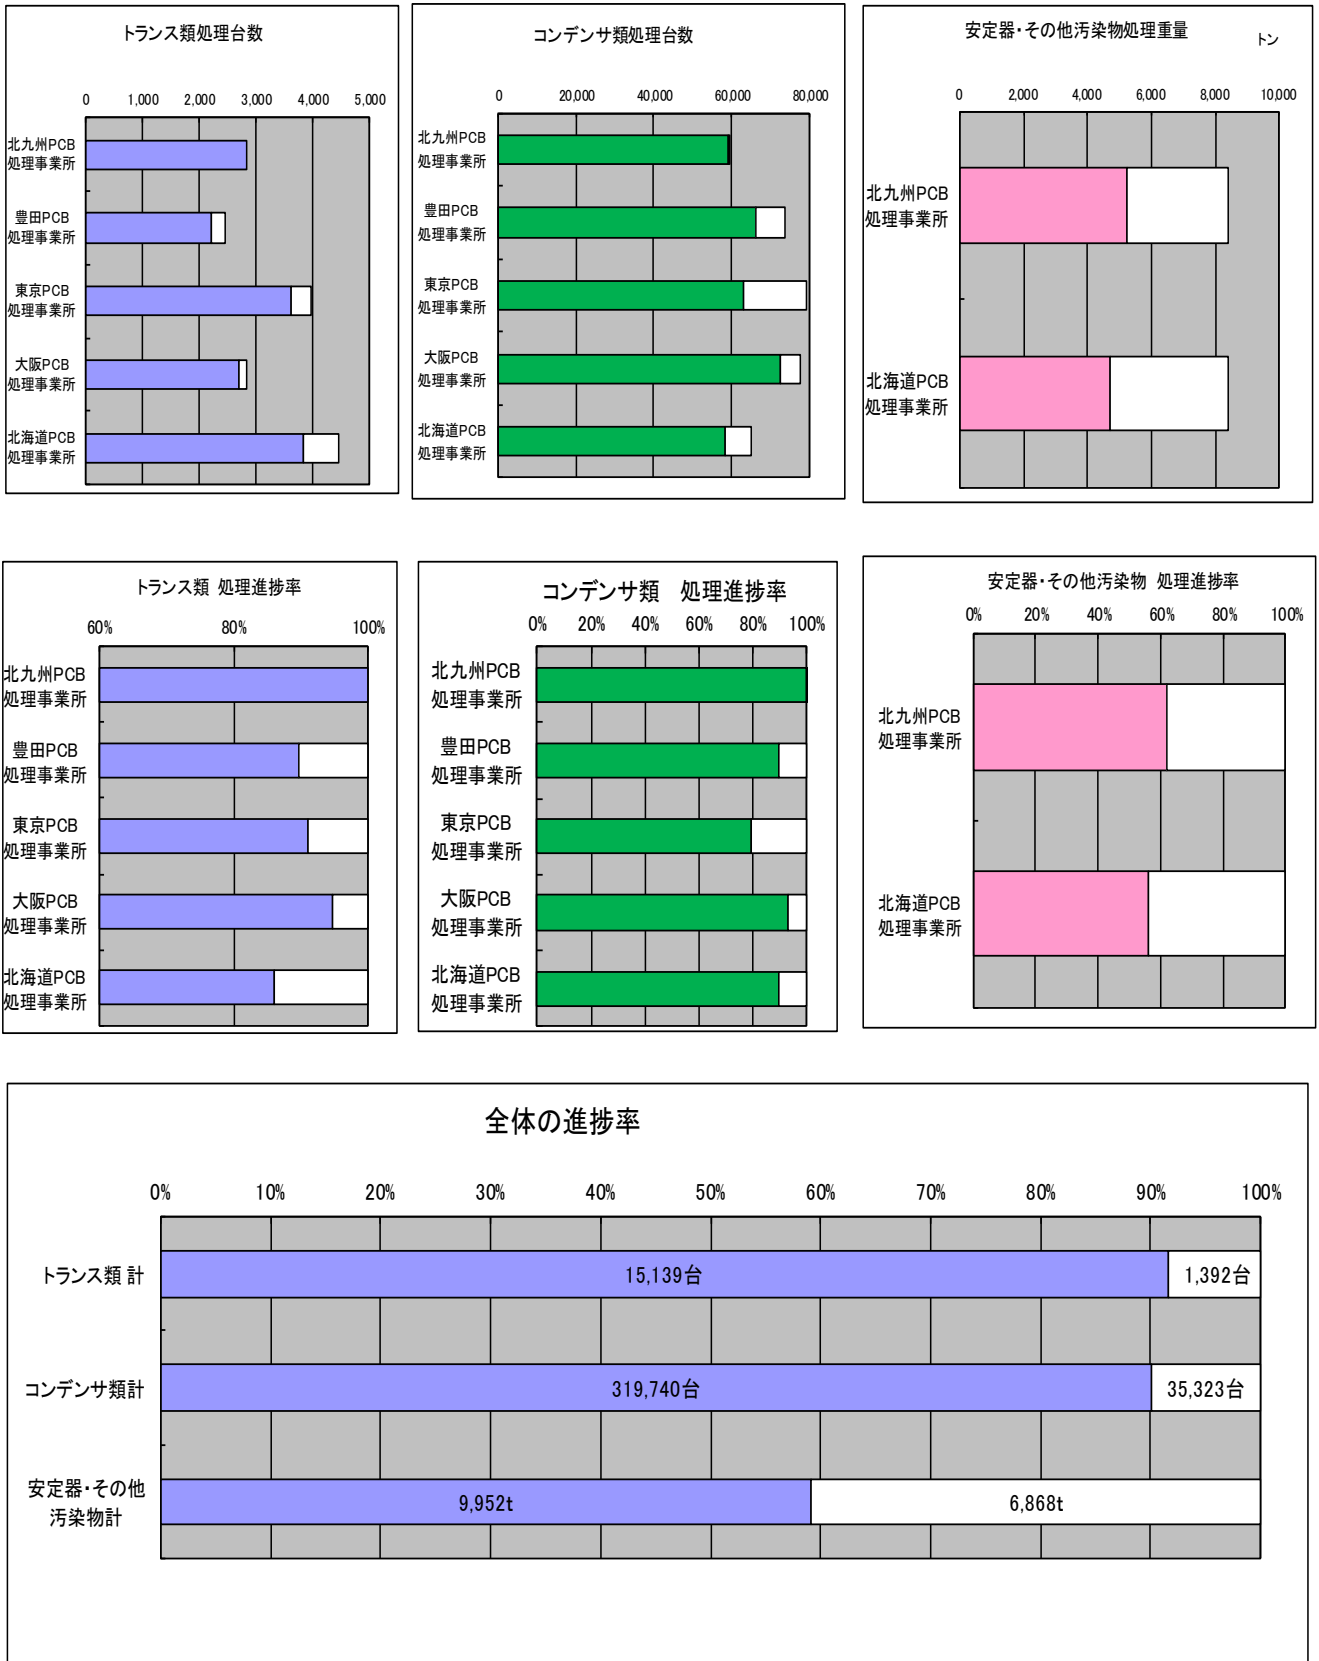 トランス類処理台数
0 1,000 2,000 3,000 4,000 5,000
北九州PCB
処理事業所
豊田PCB
処理事業所
東京PCB
処理事業所
大阪PCB
処理事業所
北海道PCB
処理事業所
コンデンサ類処理台数
0 20,000 40,000 60,000 80,000
北九州PCB
処理事業所
豊田PCB
処理事業所
東京PCB
処理事業所
大阪PCB
処理事業所
北海道PCB
処理事業所
安定器・その他汚染物処理重量
トン
0 2,000 4,000 6,000 8,000 10,000
北九州PCB
処理事業所
北海道PCB
処理事業所
トランス類 処理進捗率
60% 80% 100%
北九州PCB
処理事業所
豊田PCB
処理事業所
東京PCB
処理事業所
大阪PCB
処理事業所
北海道PCB
処理事業所
コンデンサ類　処理進捗率
0% 20% 40% 60% 80% 100%
北九州PCB
処理事業所
豊田PCB
処理事業所
東京PCB
処理事業所
大阪PCB
処理事業所
北海道PCB
処理事業所
安定器・その他汚染物 処理進捗率
0% 20% 40% 60% 80% 100%
北九州PCB
処理事業所
北海道PCB
処理事業所
全体の進捗率
0% 10% 20% 30% 40% 50% 60% 70% 80% 90% 100%
トランス類 計 15,139台 1,392台
コンデンサ類計 319,740台 35,323台
安定器・その他
汚染物計
9,952t 6,868t